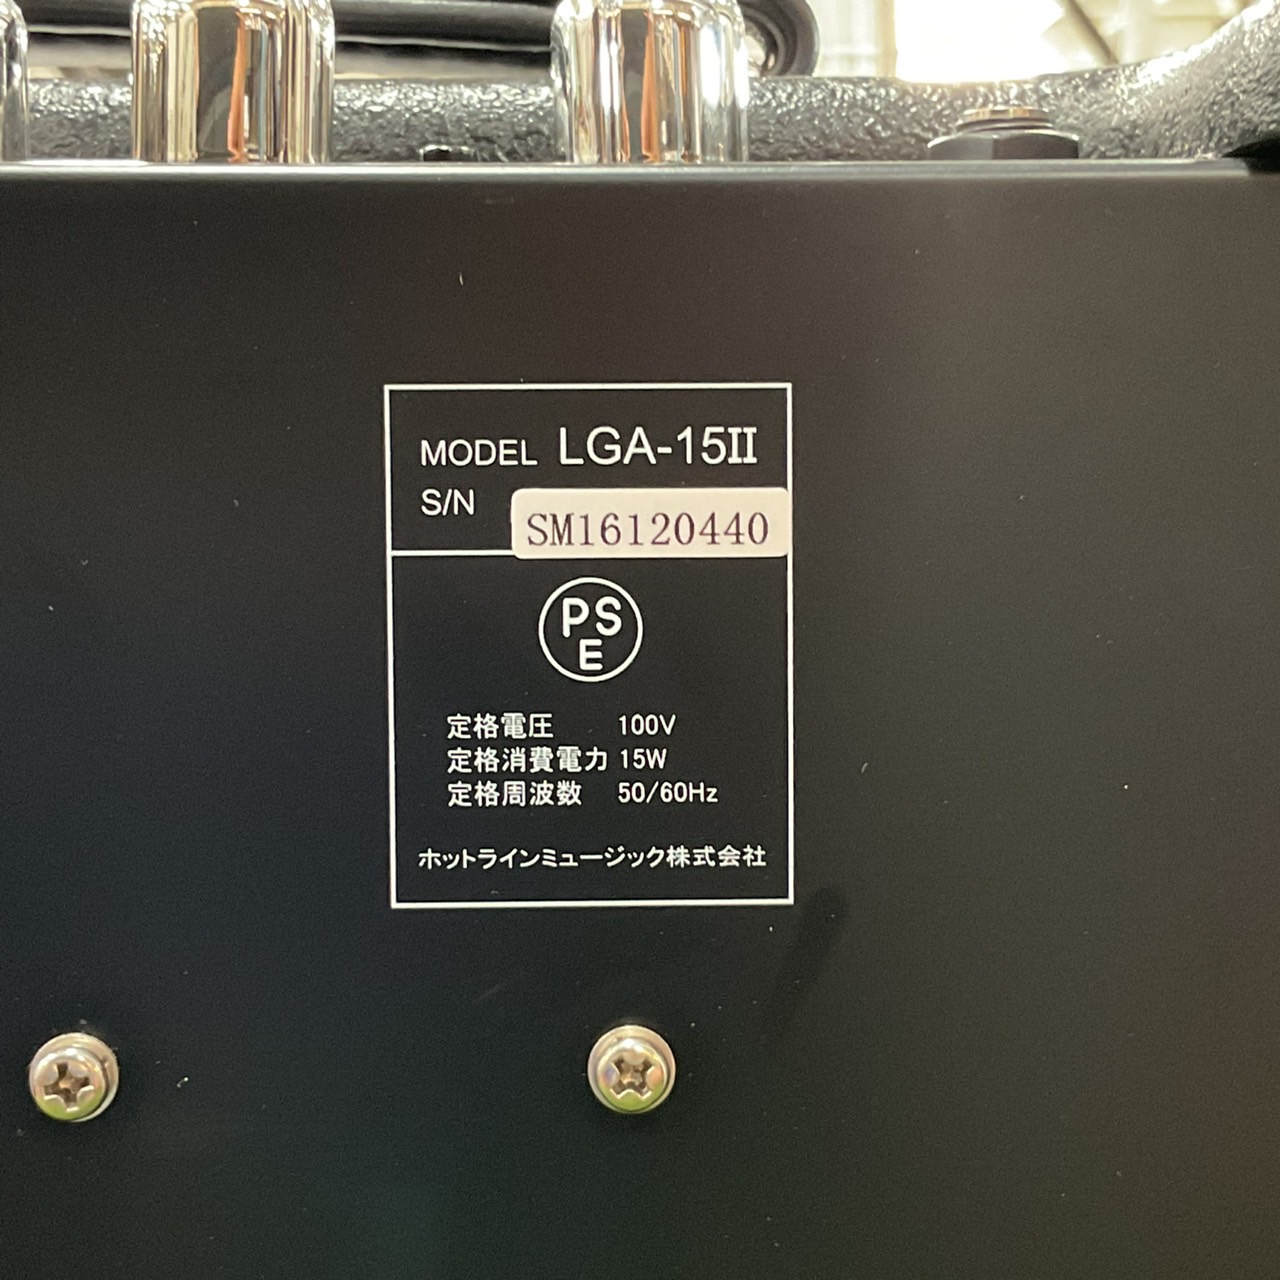 MODEL LGA-15II
S/N SM16120440
PS
E
定格電圧 100V
定格消費電力 15W
定格周波数 50/60Hz
ホットラインミュージック株式会社